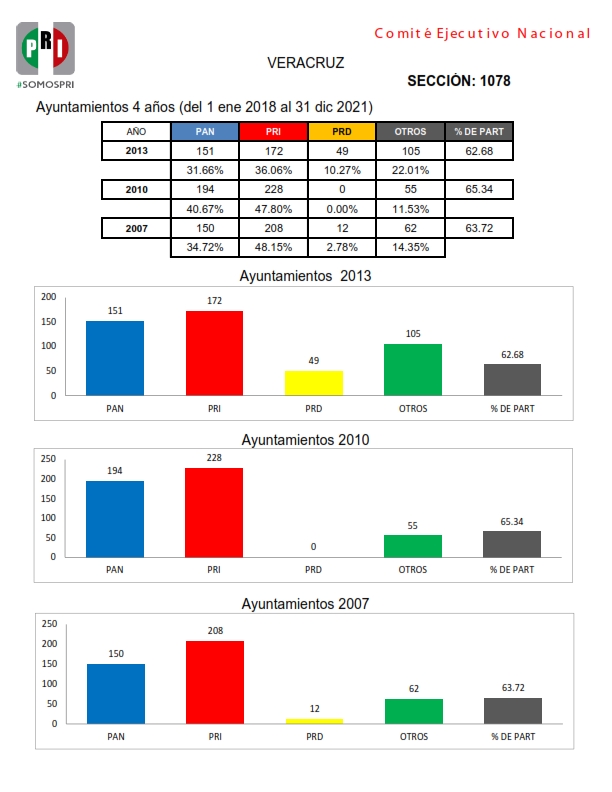 Comité Ejecutivo Nacional
PRI
#SOMOSPRI
VERACRUZ
SECCIÓN: 1078
Ayuntamientos 4 años (del 1 ene 2018 al 31 dic 2021)
AÑO PAN PRI PRD OTROS % DE PART
2013 151 172 49 105 62.68
31.66% 36.06% 10.27% 22.01%
2010 194 228 0 55 65.34
40.67% 47.80% 0.00% 11.53%
2007 150 208 12 62 63.72
34.72% 48.15% 2.78% 14.35%
Ayuntamientos 2013
200
150
100
50
0
151 172 49 105 62.68
PAN PRI PRD OTROS % DE PART
Ayuntamientos 2010
250
200
150
100
50
0
194 228 0 55 65.34
PAN PRI PRD OTROS % DE PART
Ayuntamientos 2007
250
200
150
100
50
0
150 208 12 62 63.72
PAN PRI PRD OTROS % DE PART